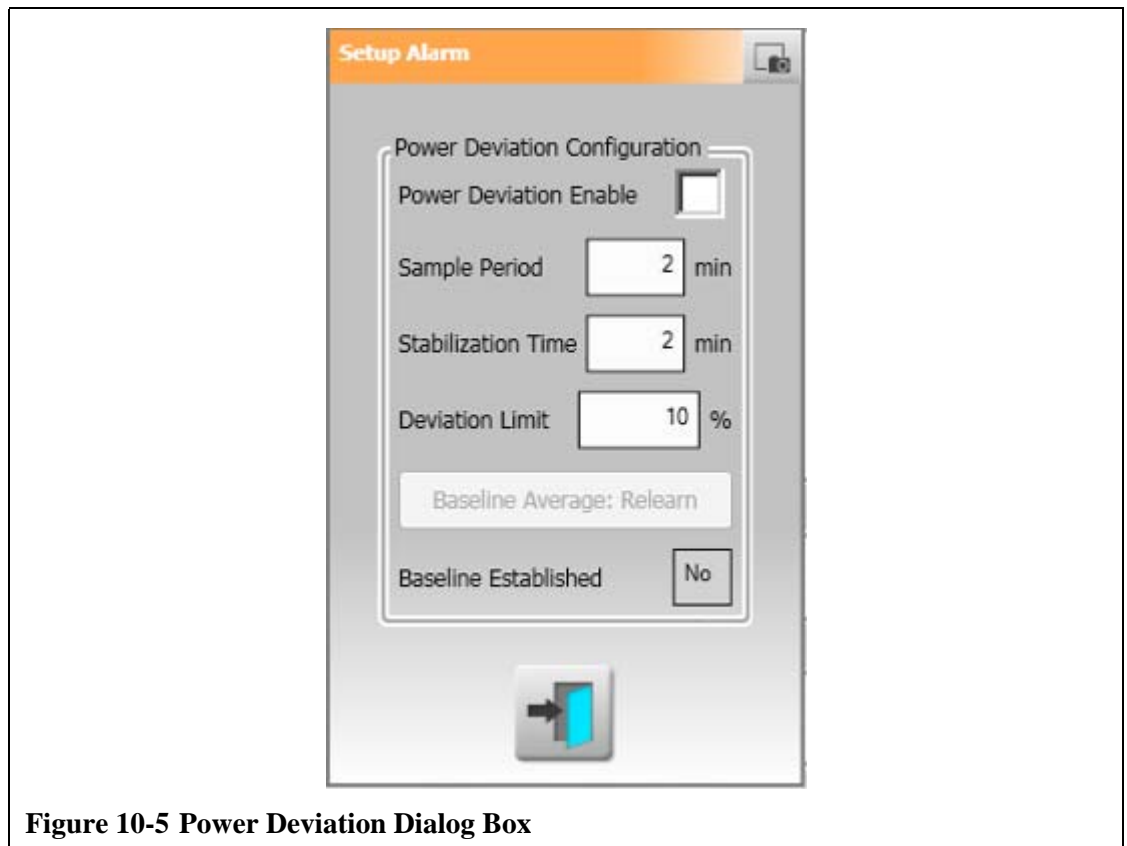 Setup Alarm
Power Deviation Configuration
Power Deviation Enable
Sample Period 2 min
Stabilization Time 2 min
Deviation Limit 10 %
Baseline Average: Relearn
Baseline Established No
Figure 10-5 Power Deviation Dialog Box